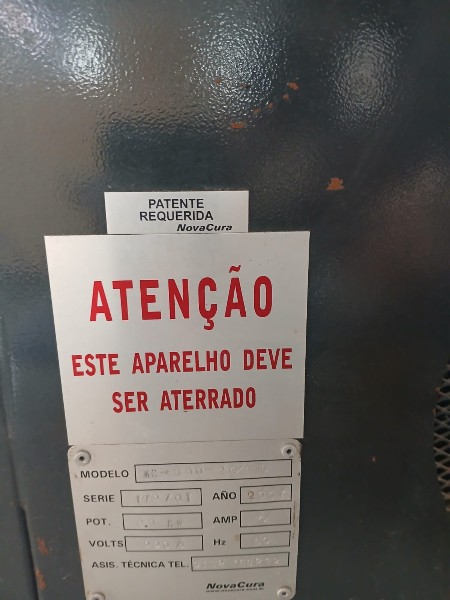 PATENTE
REQUERIDA
NovaCura
ATENÇÃO
ESTE APARELHO DEVE
SER ATERRADO
MODELO
SERIE AÑO
POT. AMP
VOLTS Hz
ASIS. TÉCNICA TEL.
NovaCura